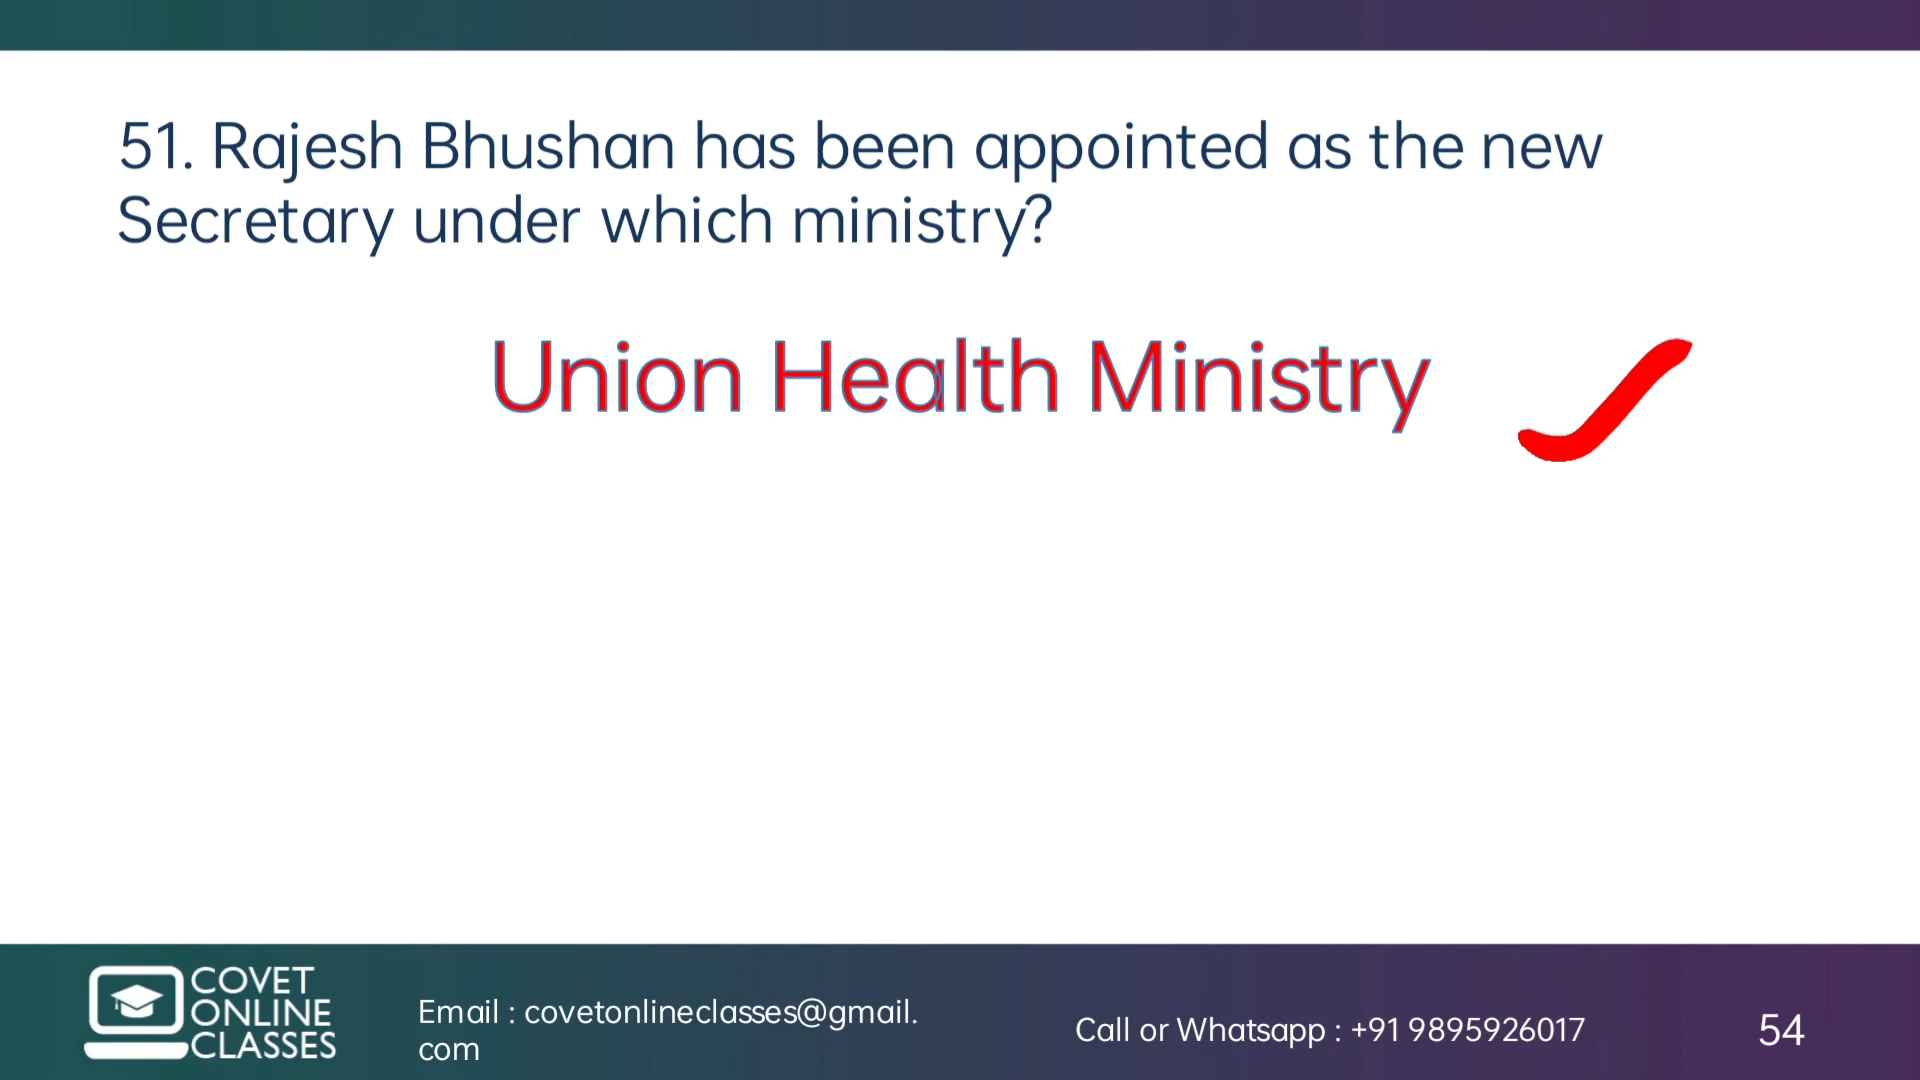 51. Rajesh Bhushan has been appointed as the new
Secretary under which ministry?
Union Health Ministry
COVET
ONLINE
CLASSES
Email : covetonlineclasses@gmail.
com
Call or Whatsapp : +91 9895926017
54